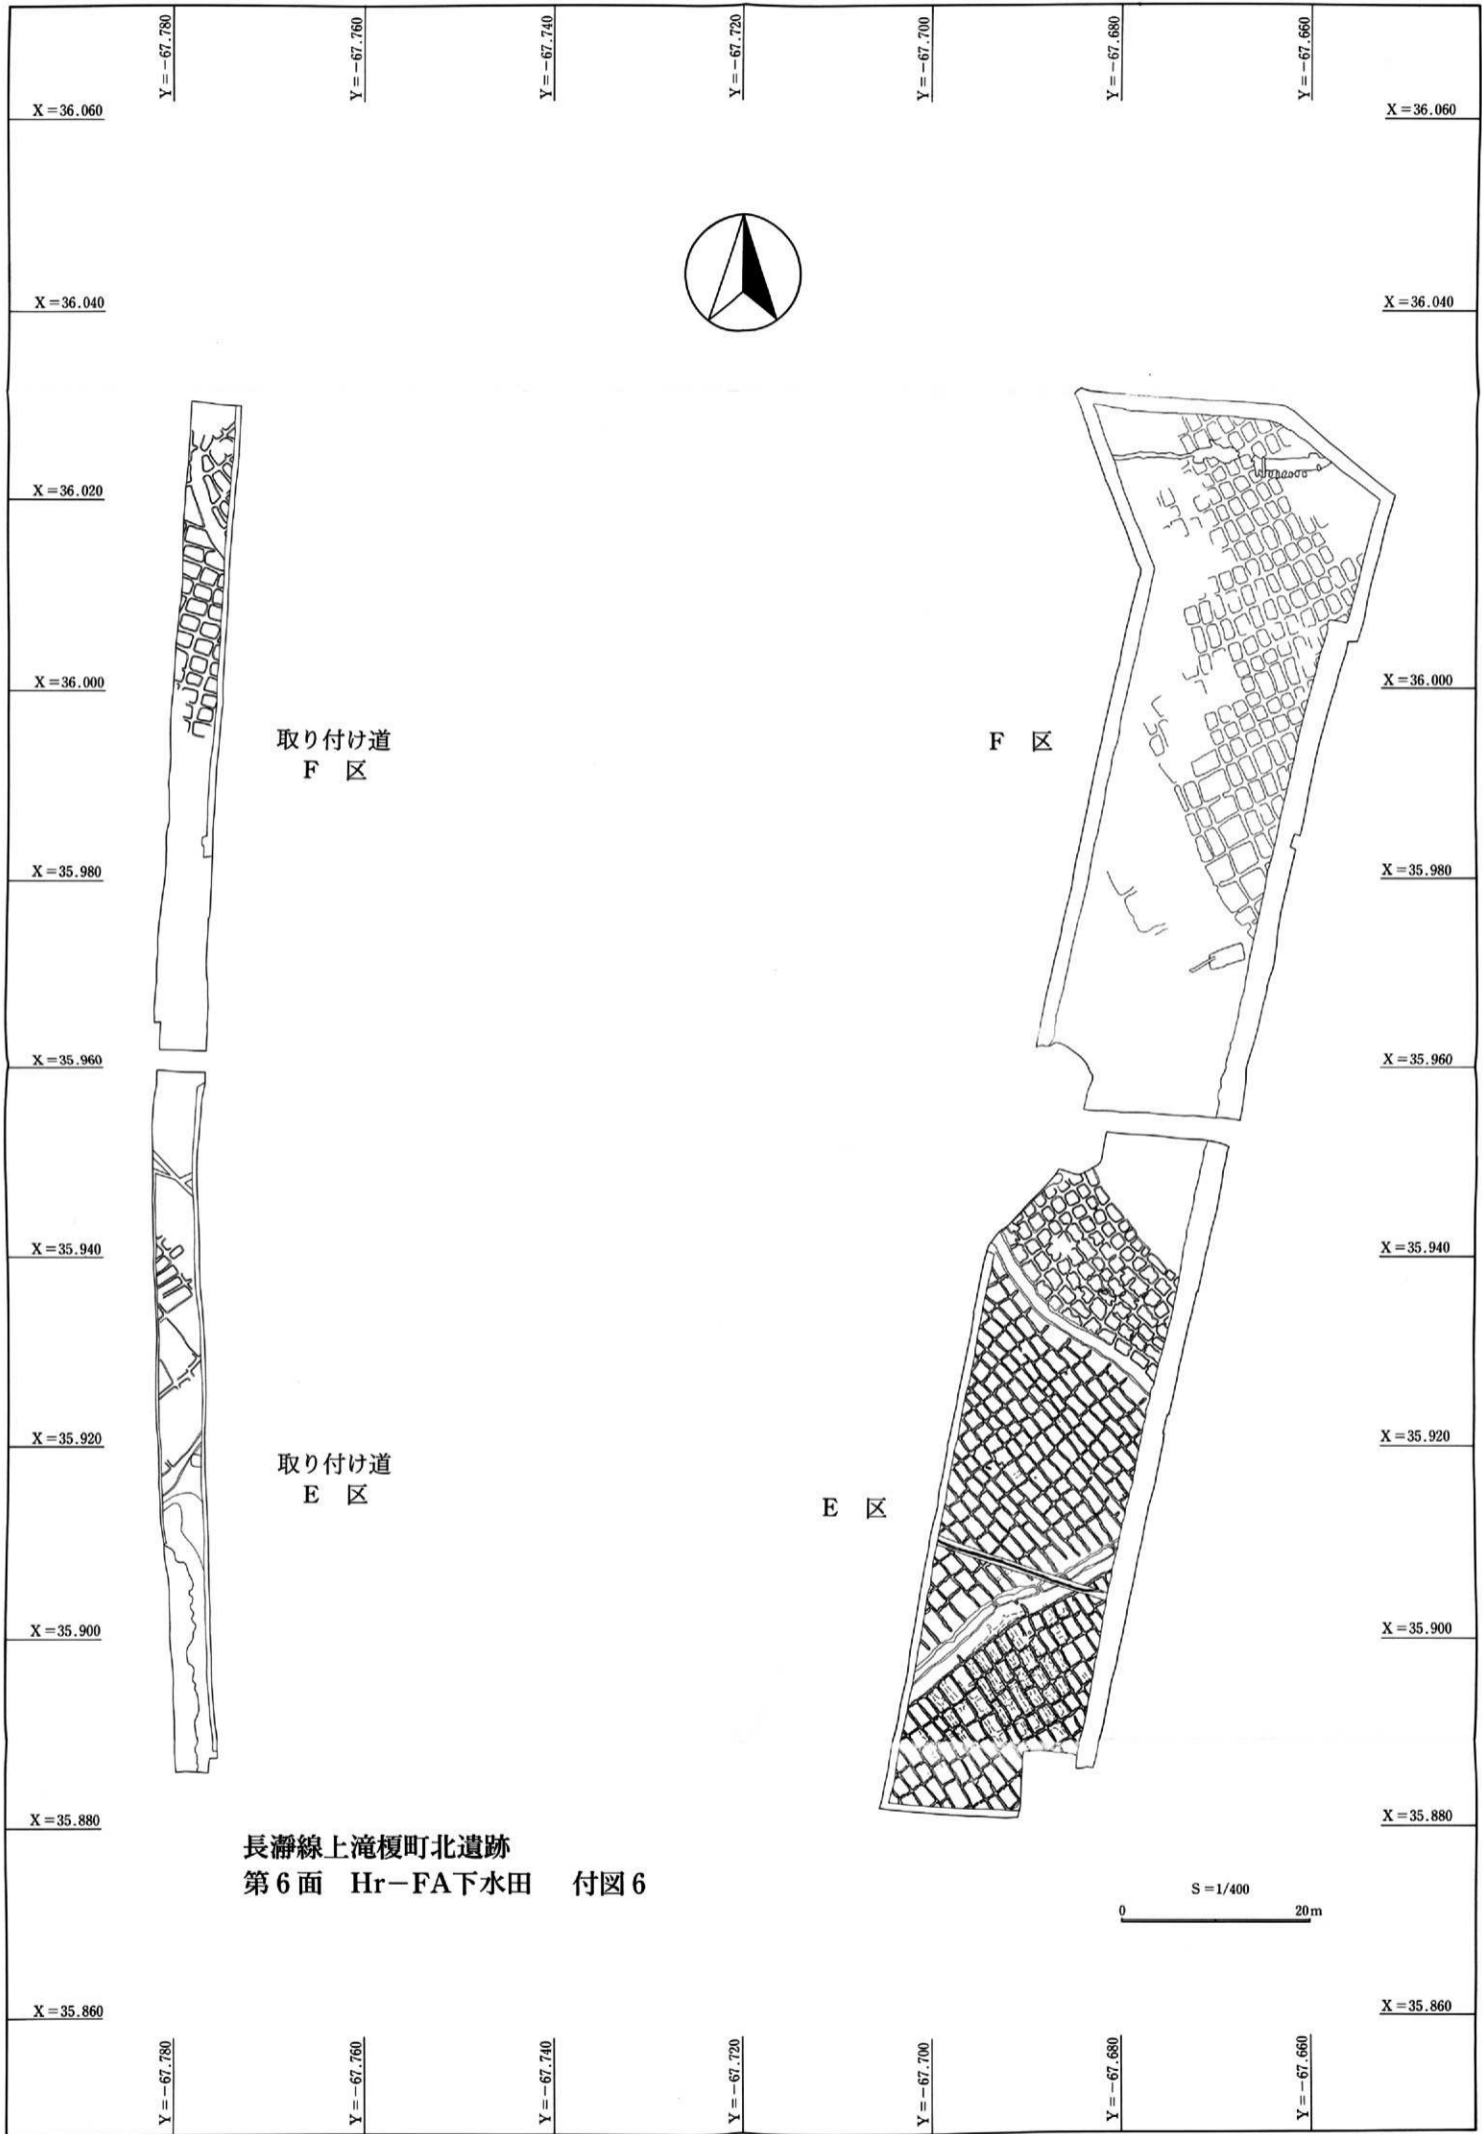 Y=-67.780
Y=-67.760
Y=-67.740
Y=-67.720
Y=-67.700
Y=-67.680
Y=-67.660
X=36.060
X=36.060
X=36.040
X=36.040
X=36.020
取り付け道
F 区
F 区
X=36.000
X=36.000
X=35.980
X=35.980
X=35.960
X=35.960
X=35.940
X=35.940
X=35.920
X=35.920
取り付け道
E 区
E 区
X=35.900
X=35.900
X=35.880
X=35.880
長瀞線上滝榎町北遺跡
第6面 Hr-FA下水田 付図6
S=1/400
0 20m
X=35.860
X=35.860
Y=-67.780
Y=-67.760
Y=-67.740
Y=-67.720
Y=-67.700
Y=-67.680
Y=-67.660